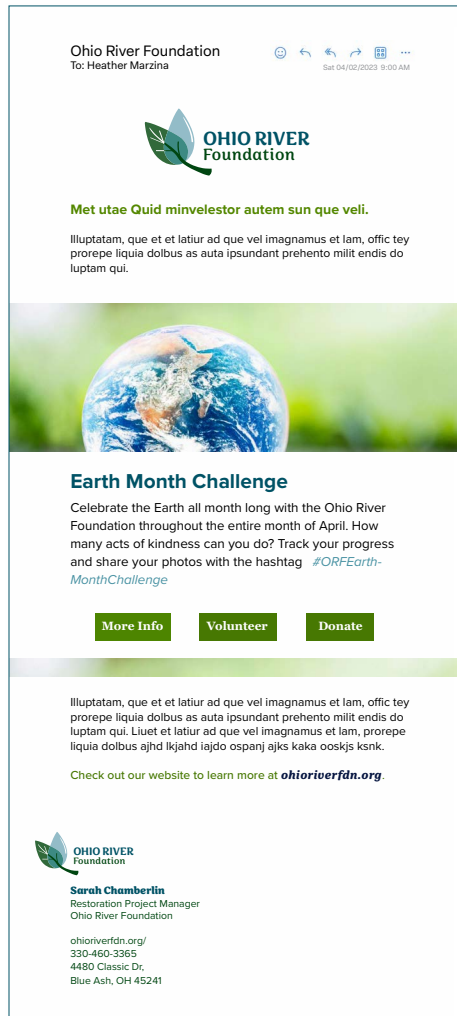 Ohio River Foundation
To: Heather Marzina
Sat 04/02/2023 9:00 AM
OHIO RIVER
Foundation
Met utae Quid minvelestor autem sun que veli.
Illuptatam, que et et latiur ad que vel imagnamus et lam, offic tey
prorepe liquia dolbus as auta ipsundant prehento milit endis do
luptam qui.
Earth Month Challenge
Celebrate the Earth all month long with the Ohio River
Foundation throughout the entire month of April. How
many acts of kindness can you do? Track your progress
and share your photos with the hashtag #ORFEarth-
MonthChallenge
More Info Volunteer Donate
Illuptatam, que et et latiur ad que vel imagnamus et lam, offic tey
prorepe liquia dolbus as auta ipsundant prehento milit endis do
luptam qui. Liuet et latiur ad que vel imagnamus et lam, prorepe
liquia dolbus ajhd lkjahd iajdo ospanj ajks kaka ooskjs ksnk.
Check out our website to learn more at ohioriverfdn.org.
OHIO RIVER
Foundation
Sarah Chamberlin
Restoration Project Manager
Ohio River Foundation
ohioriverfdn.org/
330-460-3365
4480 Classic Dr,
Blue Ash, OH 45241